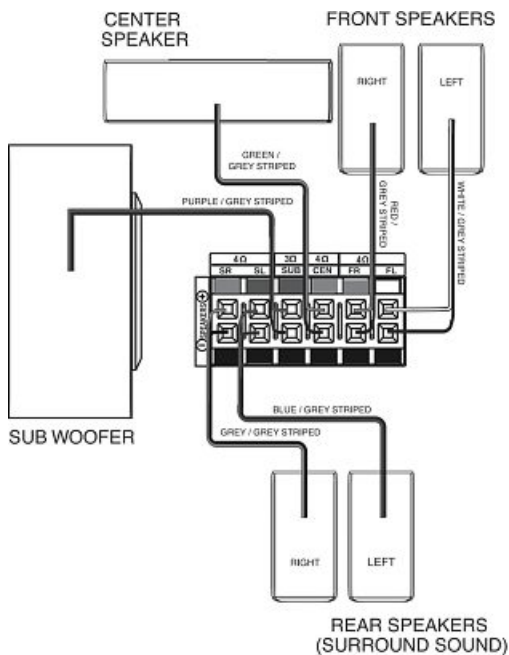 CENTER
SPEAKER
FRONT SPEAKERS
RIGHT
LEFT
GREEN /
GREY STRIPED
PURPLE / GREY STRIPED
RED /
GREY STRIPED
WHITE / GREY STRIPED
4Ω 3Ω 4Ω 4Ω
SR SL SUB CEN FR FL
+ SPEAKERS −
SUB WOOFER
BLUE / GREY STRIPED
GREY / GREY STRIPED
RIGHT
LEFT
REAR SPEAKERS
(SURROUND SOUND)